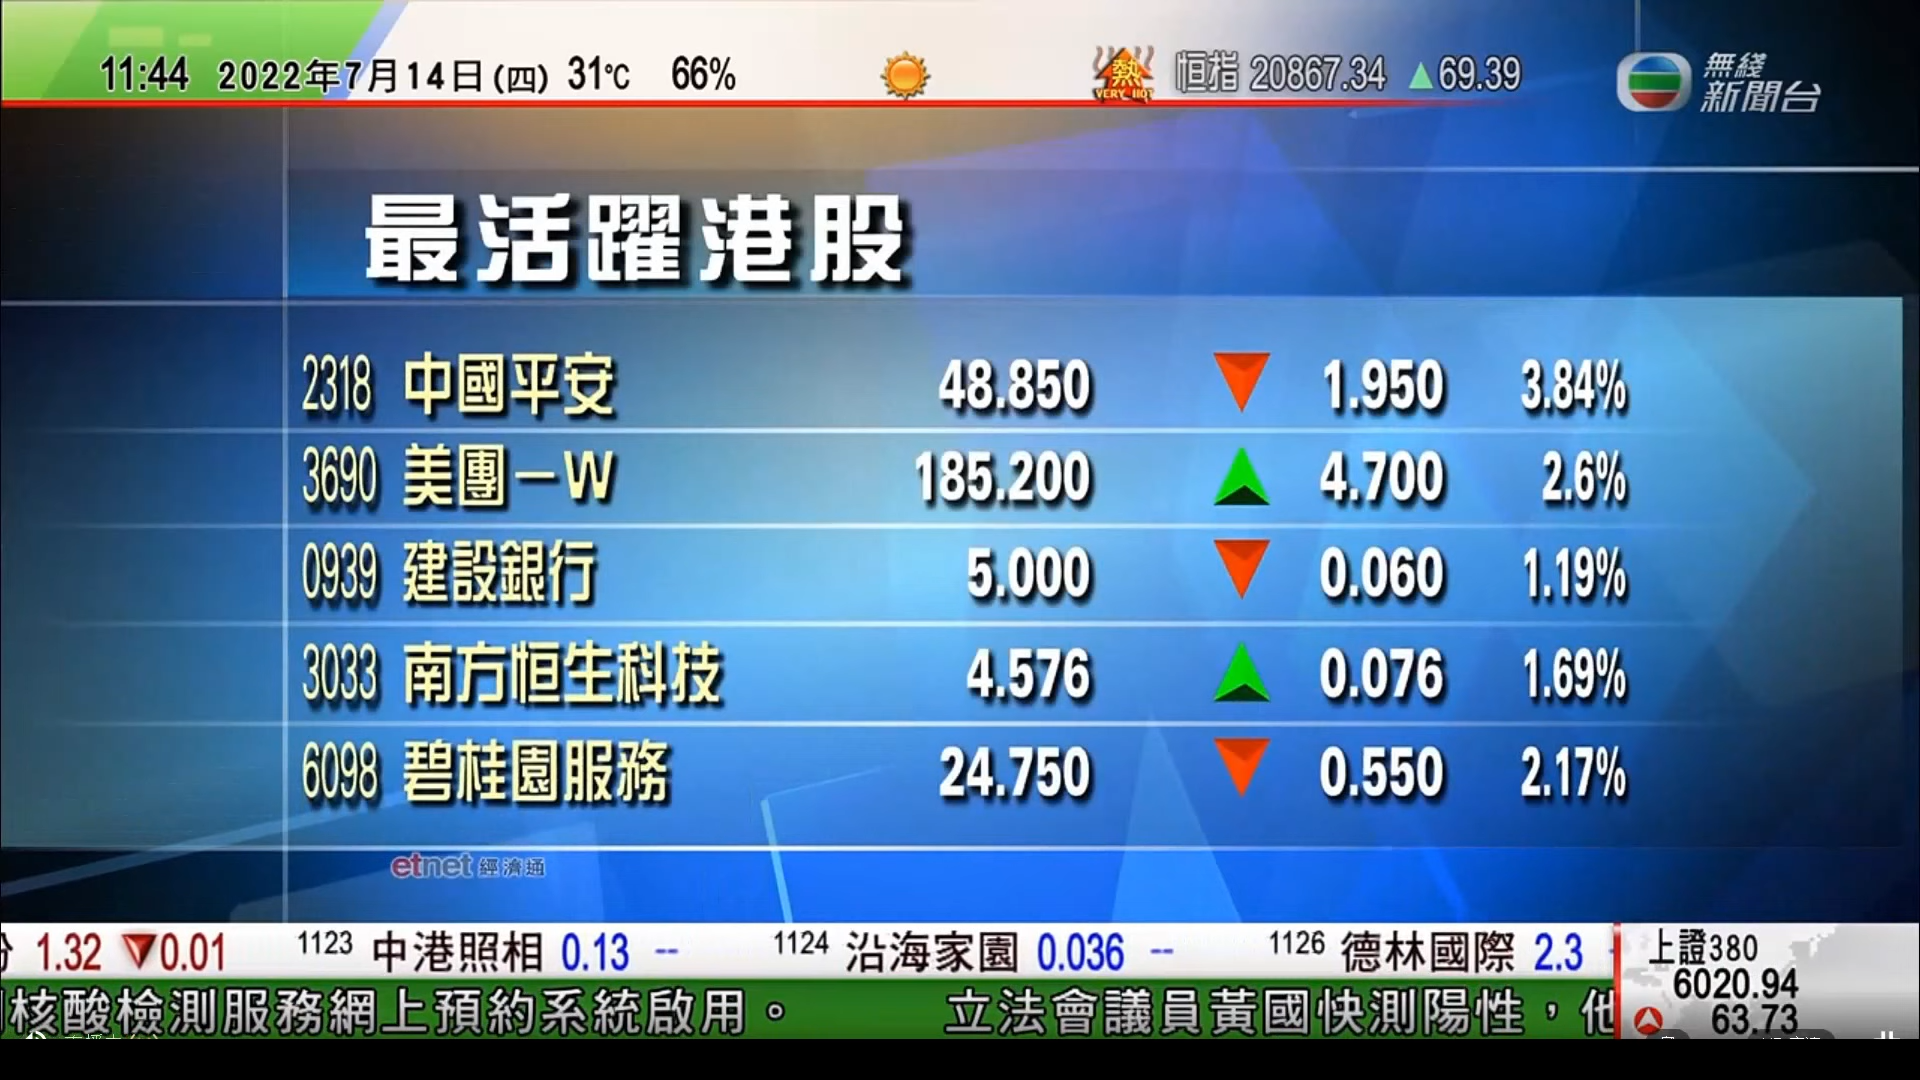 11:44 2022年7月14日(四) 31℃ 66%
熱
VERY HOT
恒指 20867.34 ▲69.39
無綫
新聞台
最活躍港股
2318 中國平安 48.850 ▼ 1.950 3.84%
3690 美團－W 185.200 ▲ 4.700 2.6%
0939 建設銀行 5.000 ▼ 0.060 1.19%
3033 南方恒生科技 4.576 ▲ 0.076 1.69%
6098 碧桂園服務 24.750 ▼ 0.550 2.17%
etnet 經濟通
1.32 ▼0.01 1123 中港照相 0.13 -- 1124 沿海家園 0.036 -- 1126 德林國際 2.3
核酸檢測服務網上預約系統啟用。 立法會議員黃國快測陽性，他
上證380
6020.94
63.73